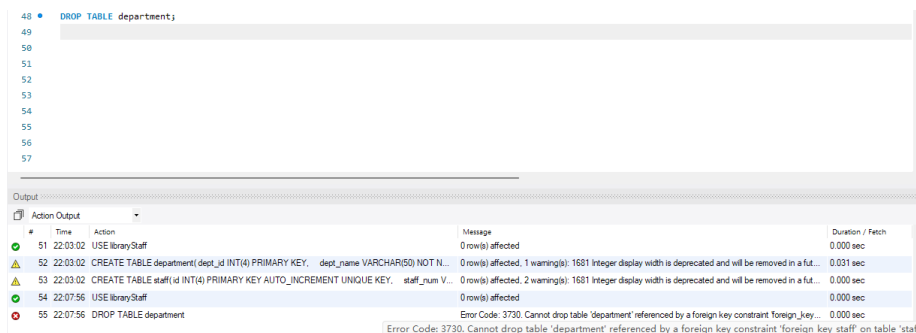 48 DROP TABLE department;
49
50
51
52
53
54
55
56
57
Output
Action Output
# Time Action Message Duration / Fetch
51 22:03:02 USE libraryStaff 0 row(s) affected 0.000 sec
52 22:03:02 CREATE TABLE department( dept_id INT(4) PRIMARY KEY, dept_name VARCHAR(50) NOT N... 0 row(s) affected, 1 warning(s): 1681 Integer display width is deprecated and will be removed in a fut... 0.031 sec
53 22:03:02 CREATE TABLE staff( id INT(4) PRIMARY KEY AUTO_INCREMENT UNIQUE KEY, staff_num V... 0 row(s) affected, 2 warning(s): 1681 Integer display width is deprecated and will be removed in a fut... 0.000 sec
54 22:07:56 USE libraryStaff 0 row(s) affected 0.000 sec
55 22:07:56 DROP TABLE department Error Code: 3730. Cannot drop table 'department' referenced by a foreign key constraint 'foreign_key... 0.000 sec
Error Code: 3730. Cannot drop table 'department' referenced by a foreign key constraint 'foreign_key_staff' on table 'staf